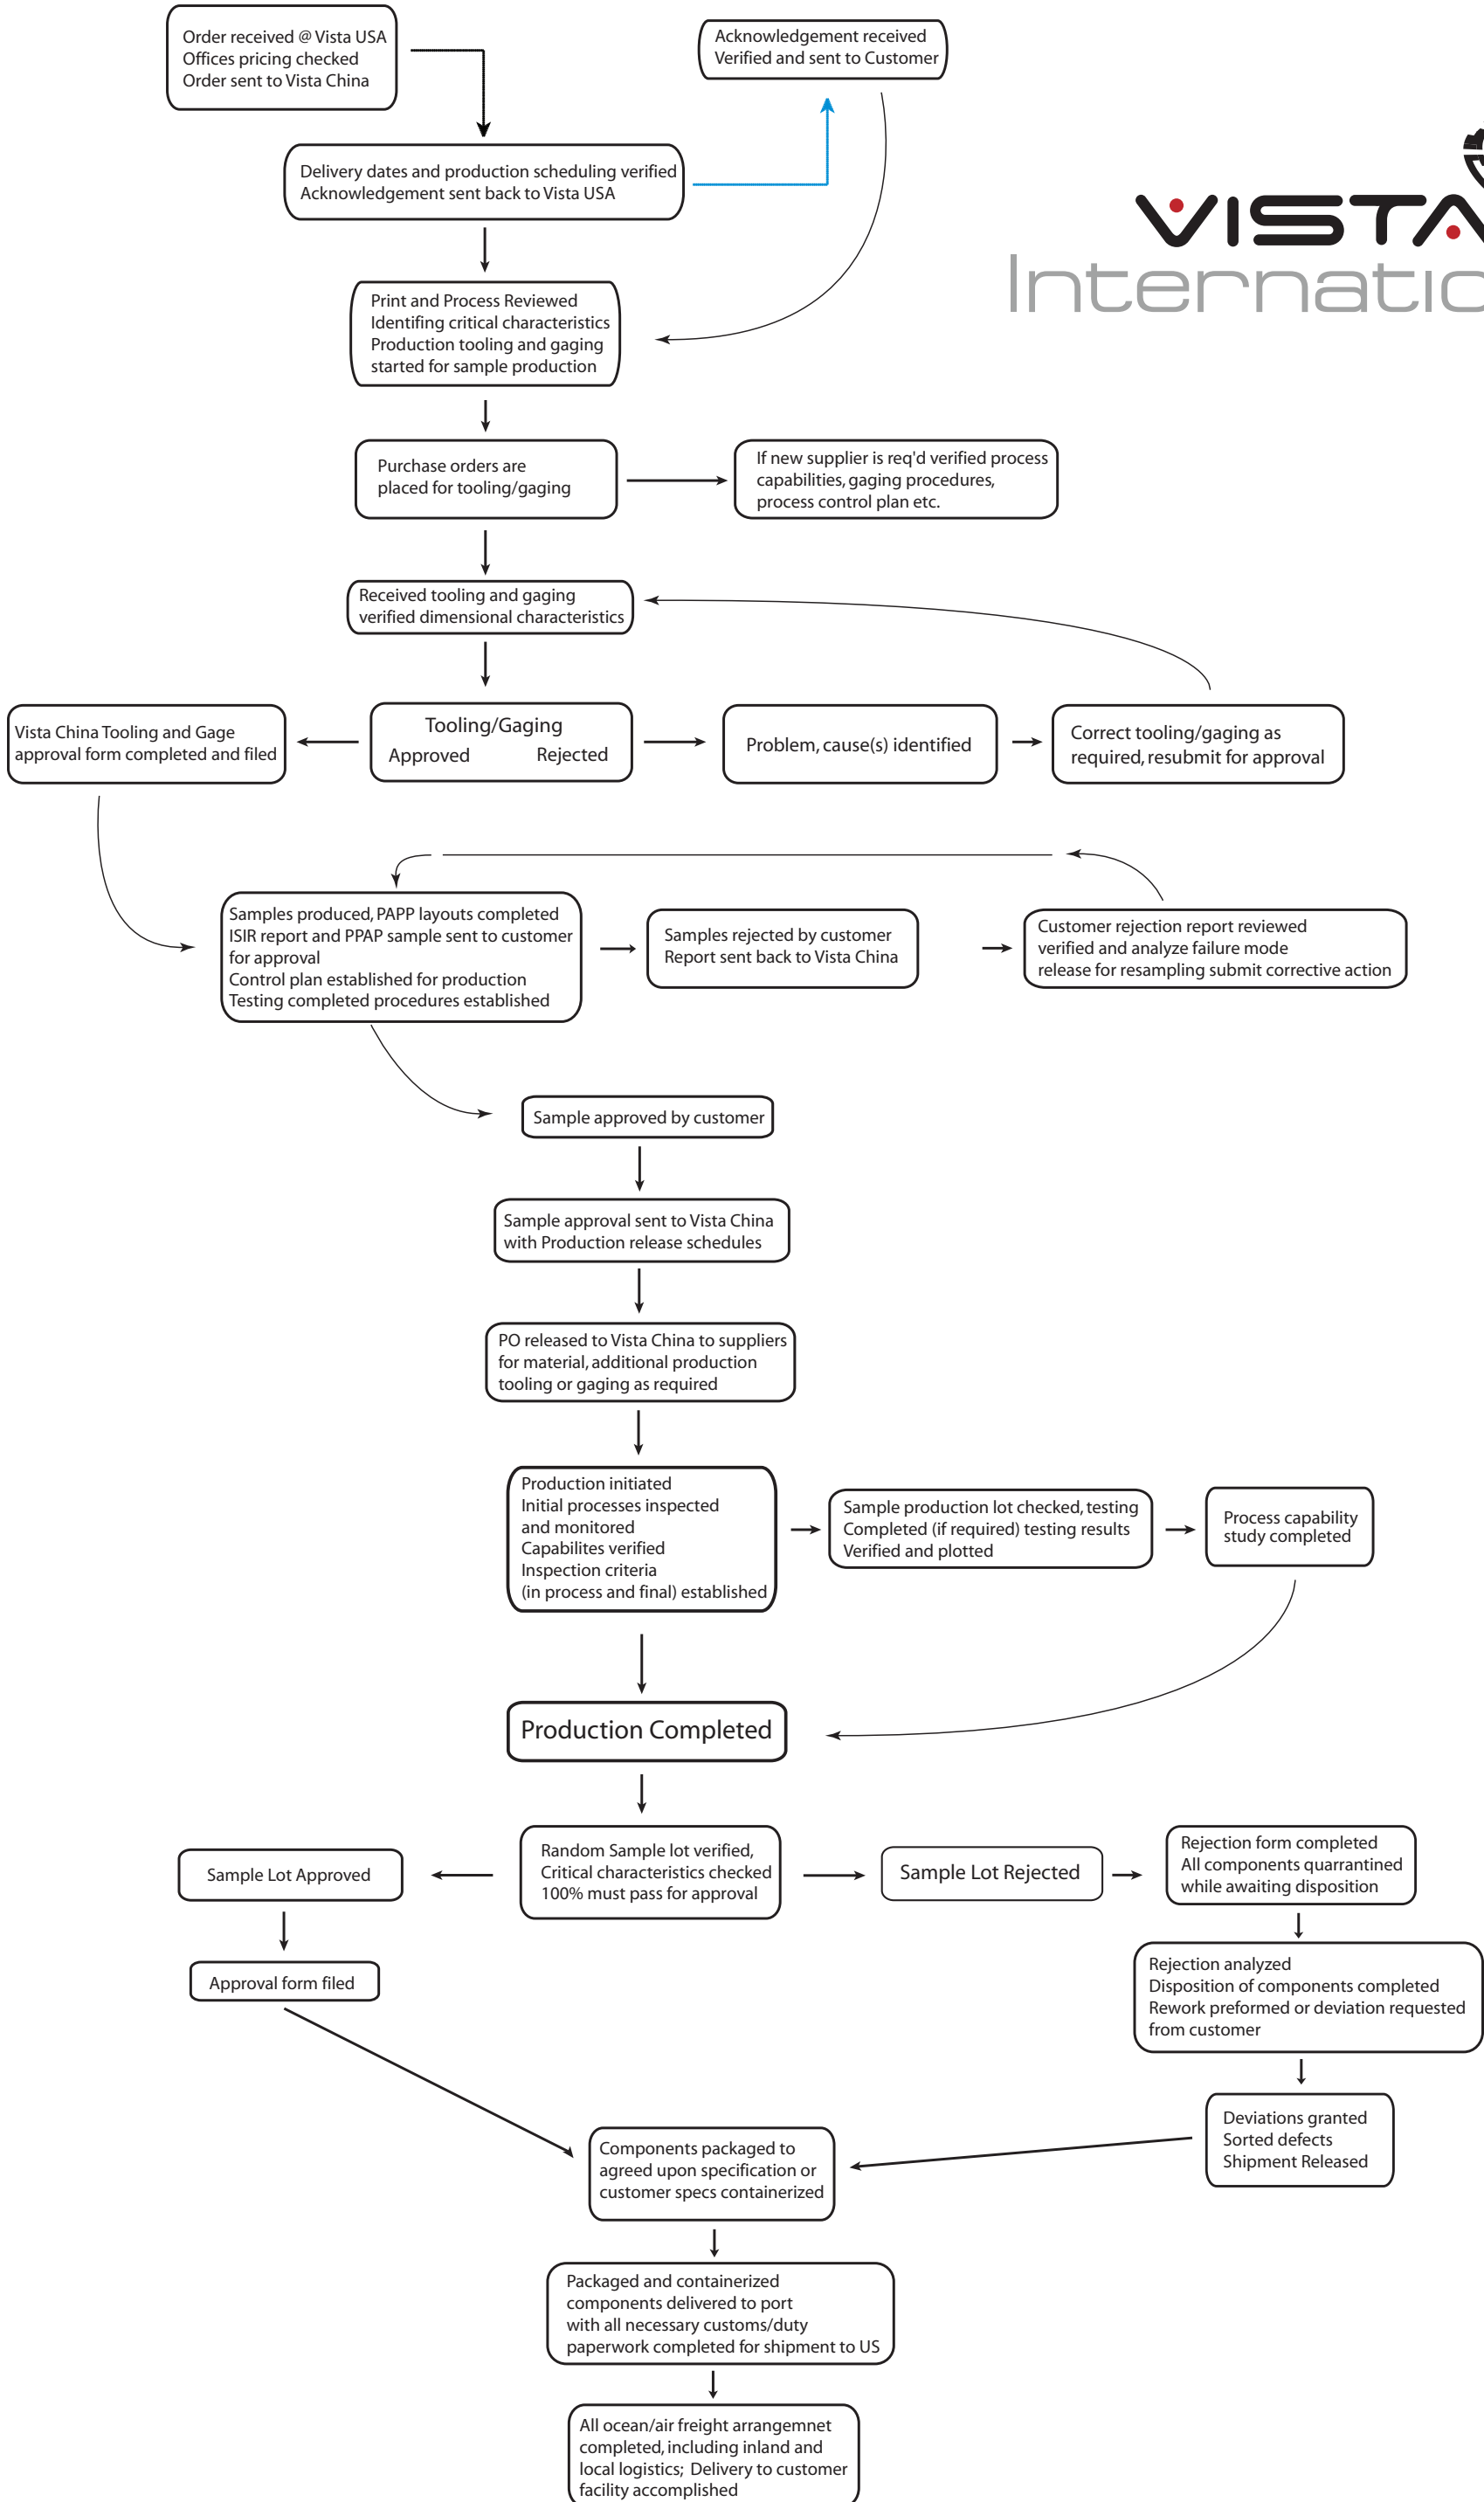 Order received @ Vista USA
Offices pricing checked
Order sent to Vista China
Acknowledgement received
Verified and sent to Customer
Delivery dates and production scheduling verified
Acknowledgement sent back to Vista USA
VISTA
Internatio
Print and Process Reviewed
Identifing critical characteristics
Production tooling and gaging
started for sample production
Purchase orders are
placed for tooling/gaging
If new supplier is req'd verified process
capabilities, gaging procedures,
process control plan etc.
Received tooling and gaging
verified dimensional characteristics
Vista China Tooling and Gage
approval form completed and filed
Tooling/Gaging
Approved Rejected
Problem, cause(s) identified
Correct tooling/gaging as
required, resubmit for approval
Samples produced, PAPP layouts completed
ISIR report and PPAP sample sent to customer
for approval
Control plan established for production
Testing completed procedures established
Samples rejected by customer
Report sent back to Vista China
Customer rejection report reviewed
verified and analyze failure mode
release for resampling submit corrective action
Sample approved by customer
Sample approval sent to Vista China
with Production release schedules
PO released to Vista China to suppliers
for material, additional production
tooling or gaging as required
Production initiated
Initial processes inspected
and monitored
Capabilites verified
Inspection criteria
(in process and final) established
Sample production lot checked, testing
Completed (if required) testing results
Verified and plotted
Process capability
study completed
Production Completed
Sample Lot Approved
Random Sample lot verified,
Critical characteristics checked
100% must pass for approval
Sample Lot Rejected
Rejection form completed
All components quarrantined
while awaiting disposition
Approval form filed
Rejection analyzed
Disposition of components completed
Rework preformed or deviation requested
from customer
Deviations granted
Sorted defects
Shipment Released
Components packaged to
agreed upon specification or
customer specs containerized
Packaged and containerized
components delivered to port
with all necessary customs/duty
paperwork completed for shipment to US
All ocean/air freight arrangemnet
completed, including inland and
local logistics; Delivery to customer
facility accomplished